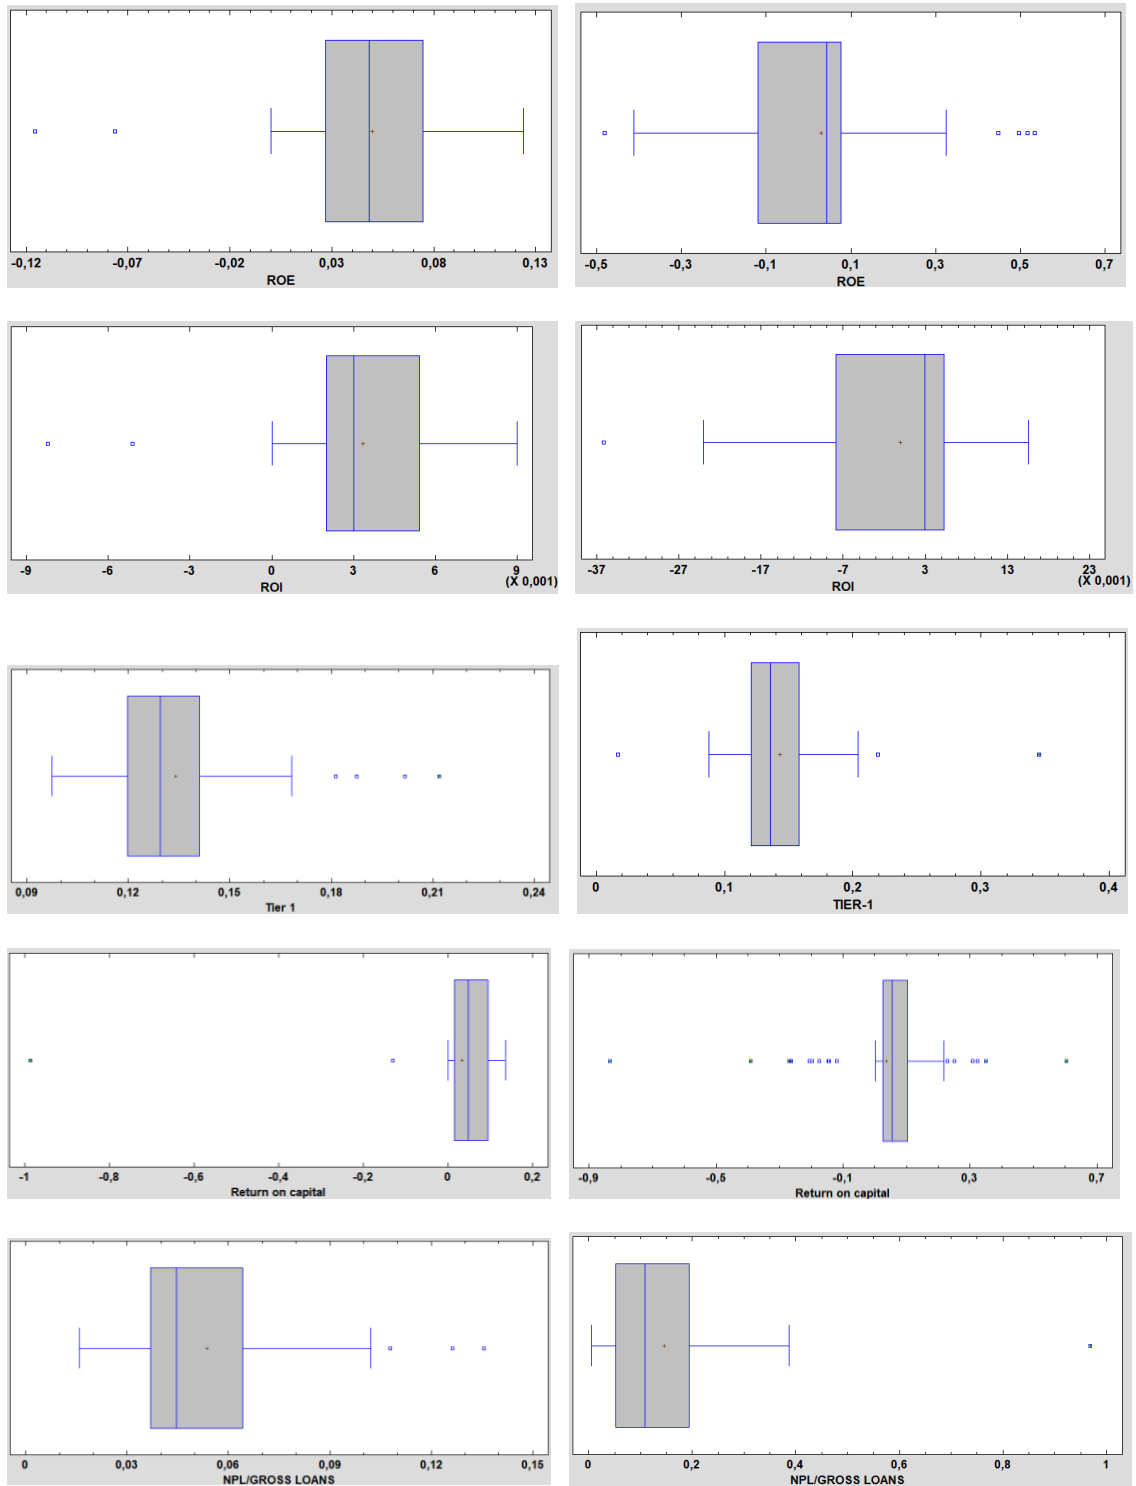 -0,12 -0,07 -0,02 0,03 0,08 0,13
ROE
-0,5 -0,3 -0,1 0,1 0,3 0,5 0,7
ROE
-9 -6 -3 0 3 6 9
(X 0,001)
ROI
-37 -27 -17 -7 3 13 23
(X 0,001)
ROI
0,09 0,12 0,15 0,18 0,21 0,24
Tier 1
0 0,1 0,2 0,3 0,4
TIER-1
-1 -0,8 -0,6 -0,4 -0,2 0 0,2
Return on capital
-0,9 -0,5 -0,1 0,3 0,7
Return on capital
0 0,03 0,06 0,09 0,12 0,15
NPL/GROSS LOANS
0 0,2 0,4 0,6 0,8 1
NPL/GROSS LOANS